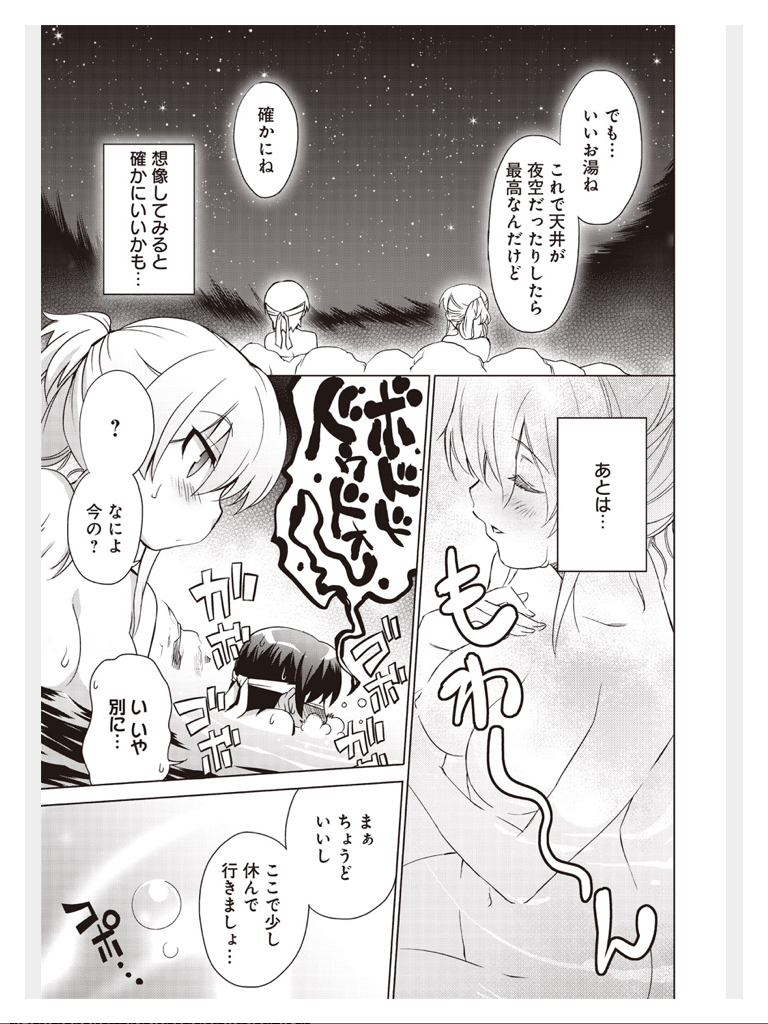 でも…
いいお湯ね
これで天井が
夜空だったりしたら
最高なんだけど
確かにね
想像してみると
確かにいいかも…
あとは…
もわ〜〜ん
ボドド
ドゥドォ
?
なによ
今の?
ガボ
ガボ
ゴボ
ガボ
いいや
別に…
まぁ
ちょうど
いいし
ここで少し
休んで
行きましょ…